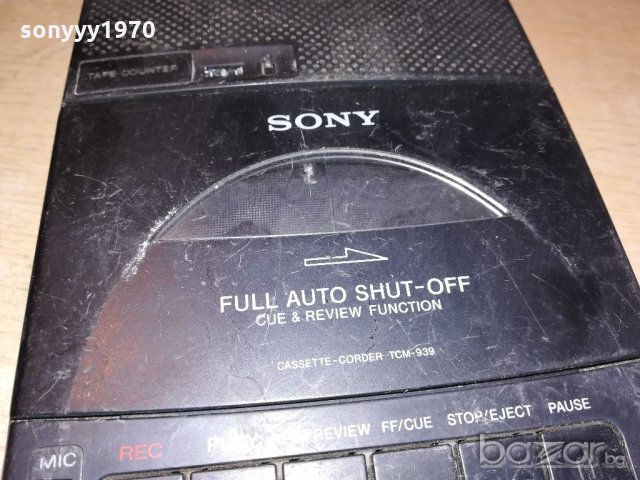 sonyyy1970
TAPE COUNTER
SONY
FULL AUTO SHUT-OFF
CUE & REVIEW FUNCTION
CASSETTE-CORDER TCM-939
MIC REC REVIEW FF/CUE STOP/EJECT PAUSE
bazar.bg